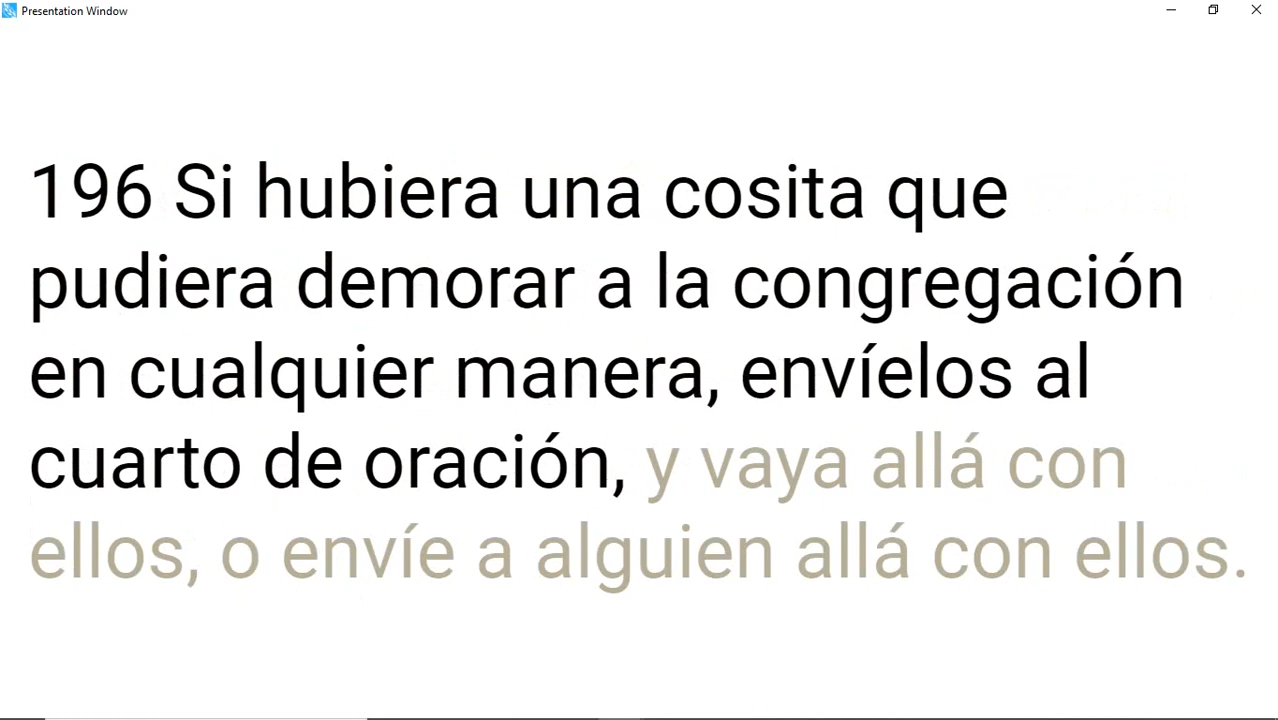 Presentation Window
196 Si hubiera una cosita que
pudiera demorar a la congregación
en cualquier manera, envíelos al
cuarto de oración, y vaya allá con
ellos, o envíe a alguien allá con ellos.